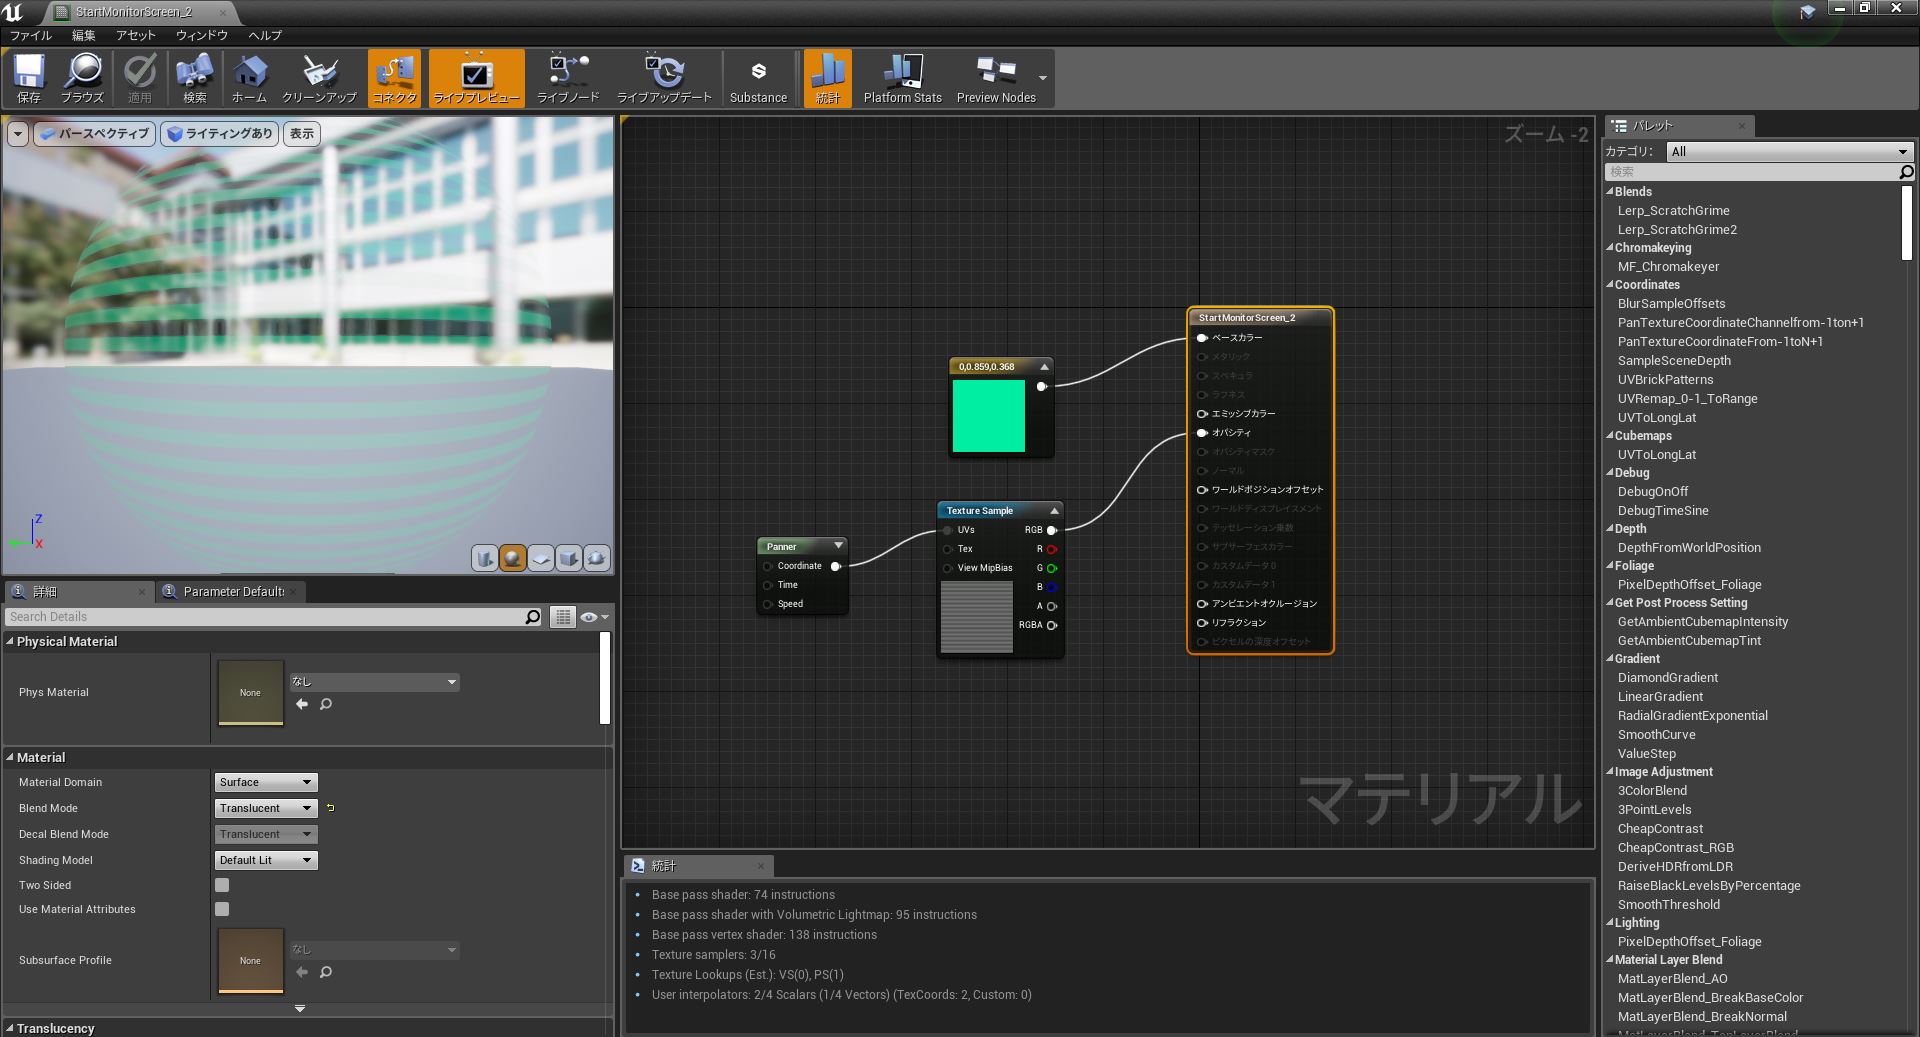 StartMonitorScreen_2
ファイル 編集 アセット ウィンドウ ヘルプ
保存 ブラウズ 適用 検索 ホーム クリーンアップ コネクタ ライブプレビュー ライブノード ライブアップデート Substance 統計 Platform Stats Preview Nodes
パースペクティブ ライティングあり 表示
Z
X
詳細 Parameter Defaults
Search Details
Physical Material
Phys Material
None
なし
Material
Material Domain Surface
Blend Mode Translucent
Decal Blend Mode Translucent
Shading Model Default Lit
Two Sided
Use Material Attributes
Subsurface Profile
None
なし
Translucency
ズーム -2
0,0.859,0.368
Texture Sample
UVs RGB
Tex R
View MipBias G
B
A
RGBA
Panner
Coordinate
Time
Speed
StartMonitorScreen_2
ベースカラー
メタリック
スペキュラ
ラフネス
エミッシブカラー
オパシティ
オパシティマスク
ノーマル
ワールドポジションオフセット
ワールドディスプレイスメント
テッセレーション乗数
サブサーフェスカラー
カスタムデータ 0
カスタムデータ 1
アンビエントオクルージョン
リフラクション
ピクセルの深度オフセット
マテリアル
統計
Base pass shader: 74 instructions
Base pass shader with Volumetric Lightmap: 95 instructions
Base pass vertex shader: 138 instructions
Texture samplers: 3/16
Texture Lookups (Est.): VS(0), PS(1)
User interpolators: 2/4 Scalars (1/4 Vectors) (TexCoords: 2, Custom: 0)
パレット
カテゴリ: All
検索
Blends
Lerp_ScratchGrime
Lerp_ScratchGrime2
Chromakeying
MF_Chromakeyer
Coordinates
BlurSampleOffsets
PanTextureCoordinateChannelfrom-1ton+1
PanTextureCoordinateFrom-1toN+1
SampleSceneDepth
UVBrickPatterns
UVRemap_0-1_ToRange
UVToLongLat
Cubemaps
UVToLongLat
Debug
DebugOnOff
DebugTimeSine
Depth
DepthFromWorldPosition
Foliage
PixelDepthOffset_Foliage
Get Post Process Setting
GetAmbientCubemapIntensity
GetAmbientCubemapTint
Gradient
DiamondGradient
LinearGradient
RadialGradientExponential
SmoothCurve
ValueStep
Image Adjustment
3ColorBlend
3PointLevels
CheapContrast
CheapContrast_RGB
DeriveHDRfromLDR
RaiseBlackLevelsByPercentage
SmoothThreshold
Lighting
PixelDepthOffset_Foliage
Material Layer Blend
MatLayerBlend_AO
MatLayerBlend_BreakBaseColor
MatLayerBlend_BreakNormal
MatLayerBlend_TopLayerBlend